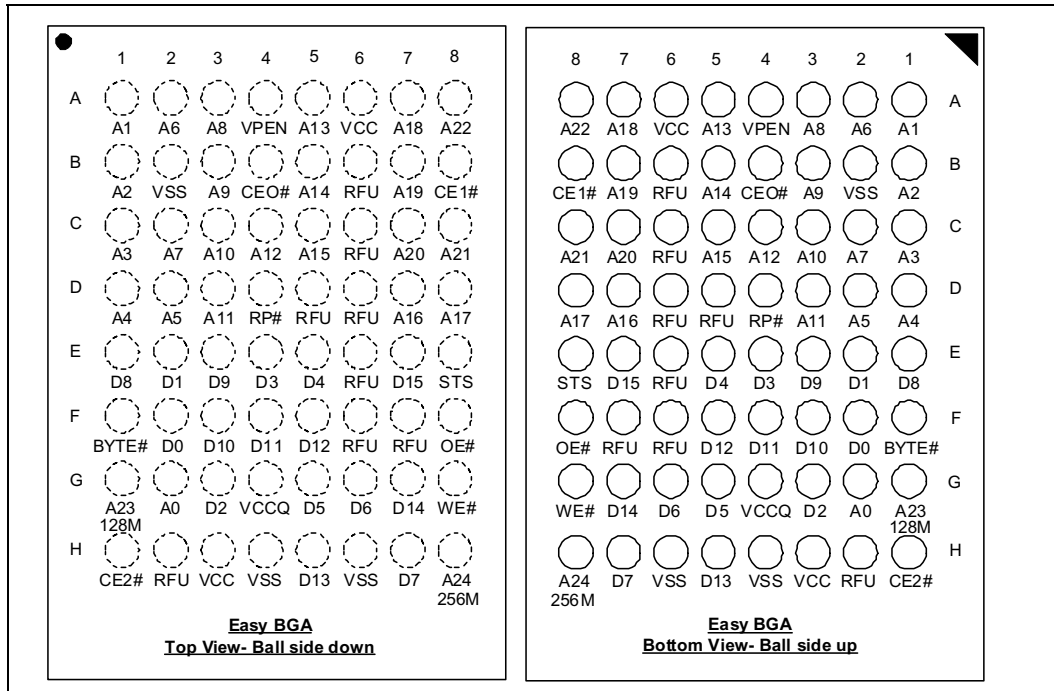 1 2 3 4 5 6 7 8
A
A1 A6 A8 VPEN A13 VCC A18 A22
B
A2 VSS A9 CEO# A14 RFU A19 CE1#
C
A3 A7 A10 A12 A15 RFU A20 A21
D
A4 A5 A11 RP# RFU RFU A16 A17
E
D8 D1 D9 D3 D4 RFU D15 STS
F
BYTE# D0 D10 D11 D12 RFU RFU OE#
G
A23 A0 D2 VCCQ D5 D6 D14 WE#
128M
H
CE2# RFU VCC VSS D13 VSS D7 A24
256M
Easy BGA
Top View- Ball side down
8 7 6 5 4 3 2 1
A
A22 A18 VCC A13 VPEN A8 A6 A1
B
CE1# A19 RFU A14 CEO# A9 VSS A2
C
A21 A20 RFU A15 A12 A10 A7 A3
D
A17 A16 RFU RFU RP# A11 A5 A4
E
STS D15 RFU D4 D3 D9 D1 D8
F
OE# RFU RFU D12 D11 D10 D0 BYTE#
G
WE# D14 D6 D5 VCCQ D2 A0 A23
128M
H
A24 D7 VSS D13 VSS VCC RFU CE2#
256M
Easy BGA
Bottom View- Ball side up